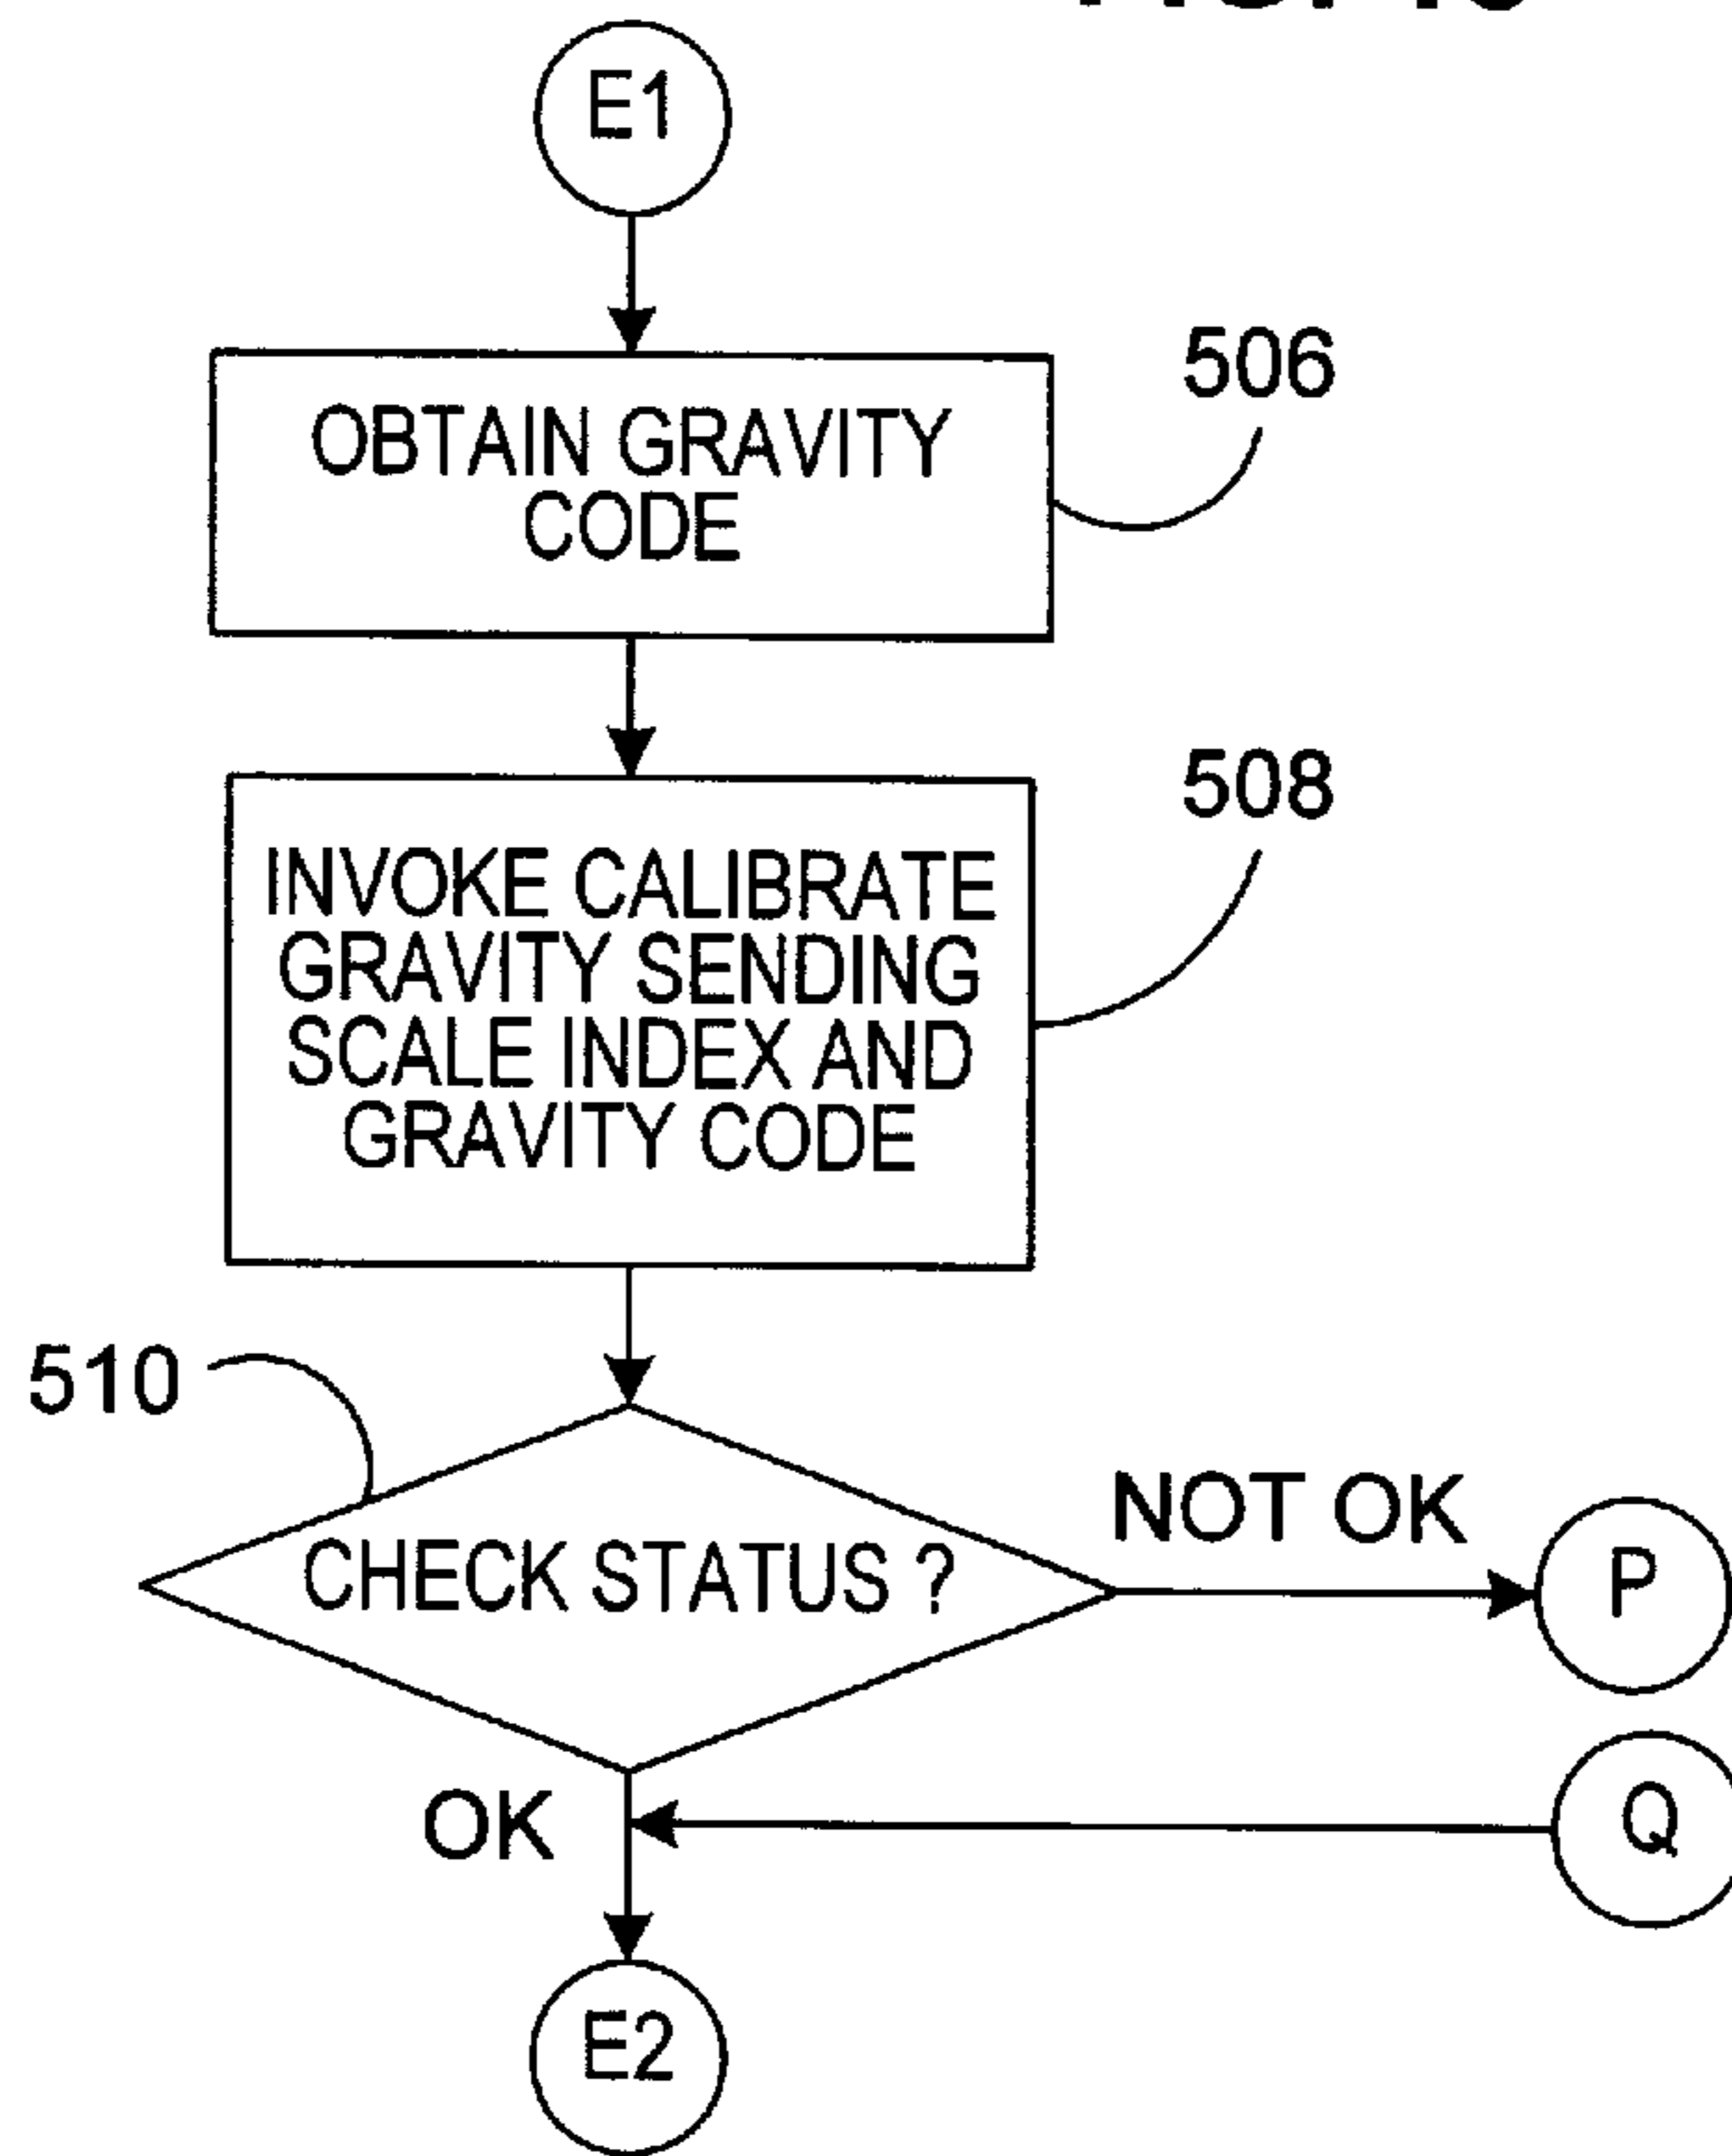 E1
506
OBTAIN GRAVITY
CODE
508
INVOKE CALIBRATE
GRAVITY SENDING
SCALE INDEX AND
GRAVITY CODE
510
NOT OK
CHECK STATUS ?
P
OK
Q
E2